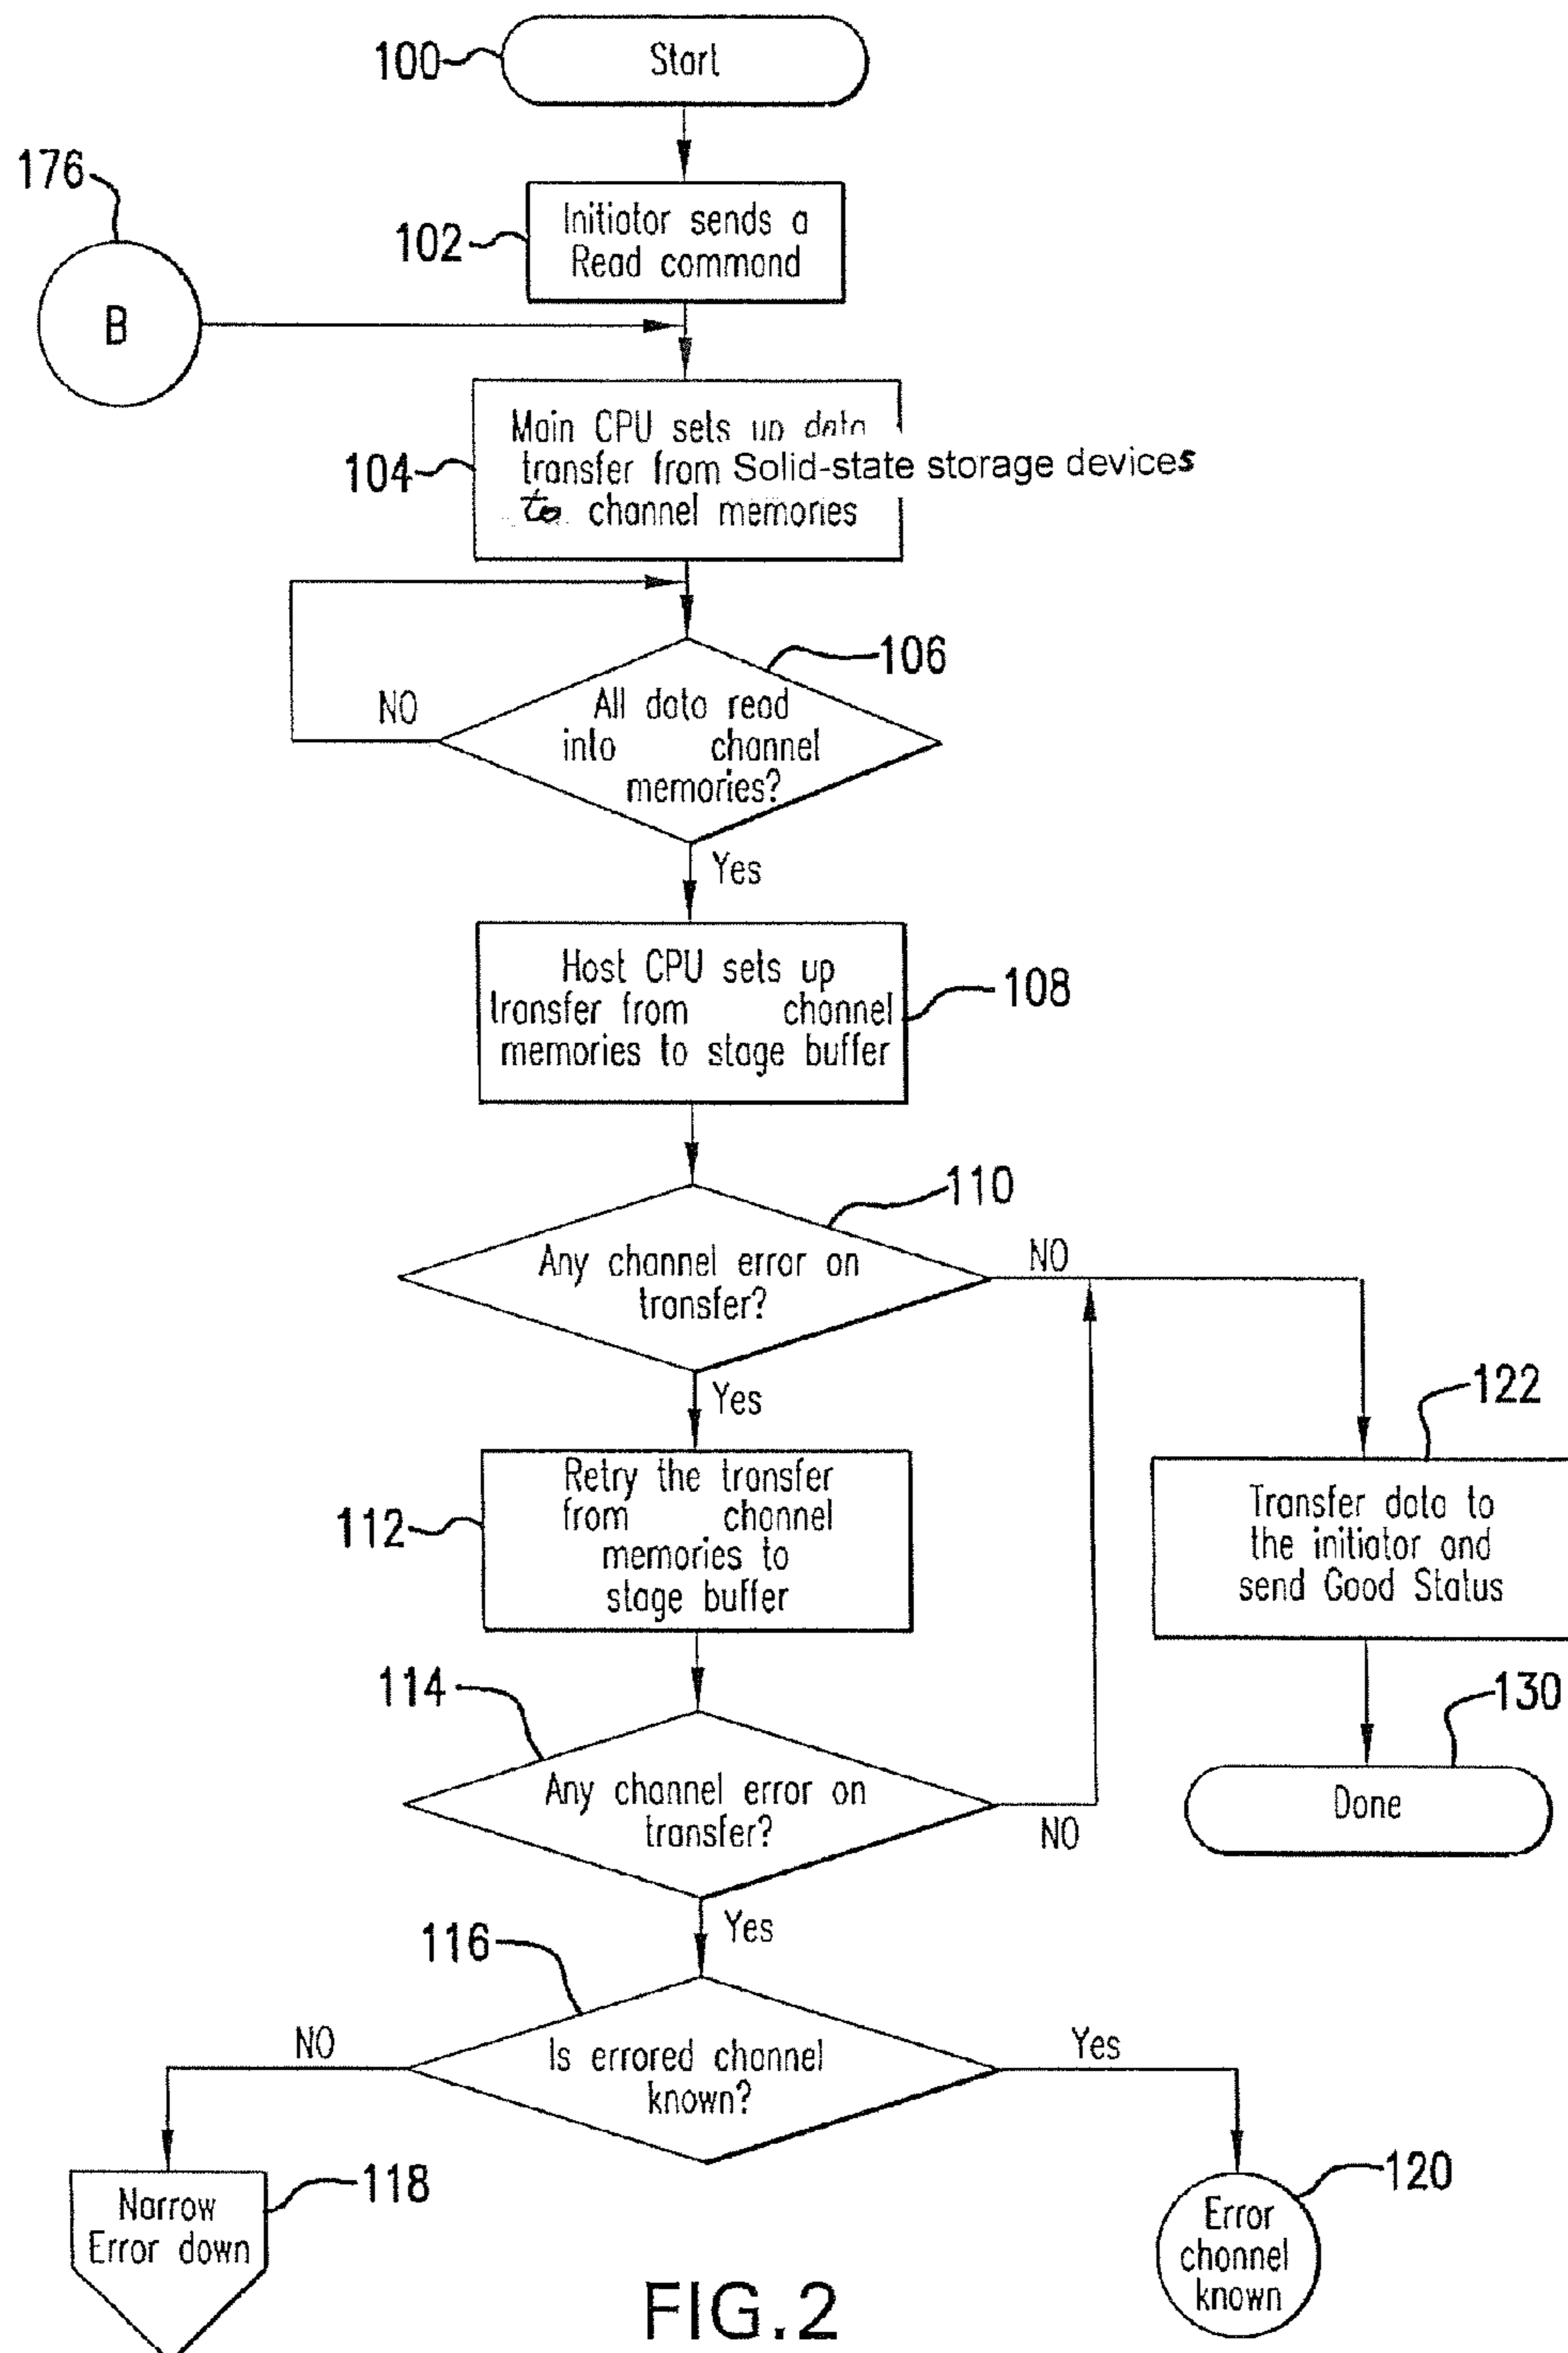 100
Start
176
102
Initiator sends a
Read command
B
104
Main CPU sets up data
transfer from Solid-state storage devices
to channel memories
106
NO
All data read
into channel
memories?
Yes
Host CPU sets up
transfer from channel
memories to stage buffer
108
110
Any channel error on
transfer?
NO
Yes
112
Retry the transfer
from channel
memories to
stage buffer
122
Transfer data to
the initiator and
send Good Status
114
Any channel error on
transfer?
NO
130
Done
Yes
116
NO
Is errored channel
known?
Yes
Narrow
Error down
118
Error
channel
known
120
FIG.2